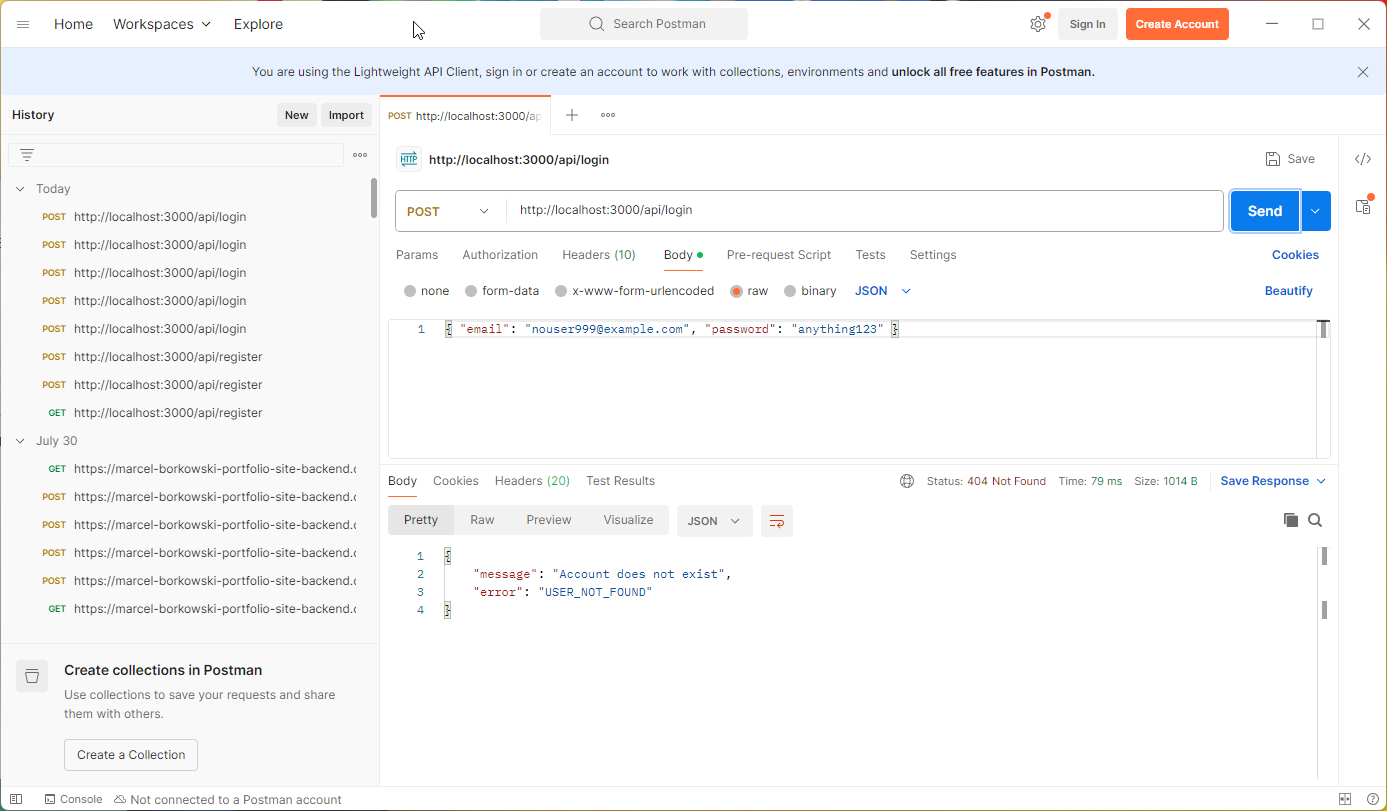 Home Workspaces Explore Search Postman Sign In Create Account
You are using the Lightweight API Client, sign in or create an account to work with collections, environments and unlock all free features in Postman.
History New Import
POST http://localhost:3000/ap
Today
POST http://localhost:3000/api/login
POST http://localhost:3000/api/login
POST http://localhost:3000/api/login
POST http://localhost:3000/api/login
POST http://localhost:3000/api/login
POST http://localhost:3000/api/register
POST http://localhost:3000/api/register
GET http://localhost:3000/api/register
July 30
GET https://marcel-borkowski-portfolio-site-backend.c
POST https://marcel-borkowski-portfolio-site-backend.c
POST https://marcel-borkowski-portfolio-site-backend.c
POST https://marcel-borkowski-portfolio-site-backend.c
POST https://marcel-borkowski-portfolio-site-backend.c
GET https://marcel-borkowski-portfolio-site-backend.c
Create collections in Postman
Use collections to save your requests and share
them with others.
Create a Collection
HTTP http://localhost:3000/api/login Save </>
POST http://localhost:3000/api/login Send
Params Authorization Headers (10) Body Pre-request Script Tests Settings Cookies
none form-data x-www-form-urlencoded raw binary JSON Beautify
1 { "email": "nouser999@example.com", "password": "anything123" }
Body Cookies Headers (20) Test Results Status: 404 Not Found Time: 79 ms Size: 1014 B Save Response
Pretty Raw Preview Visualize JSON
1 {
2 "message": "Account does not exist",
3 "error": "USER_NOT_FOUND"
4 }
Console Not connected to a Postman account